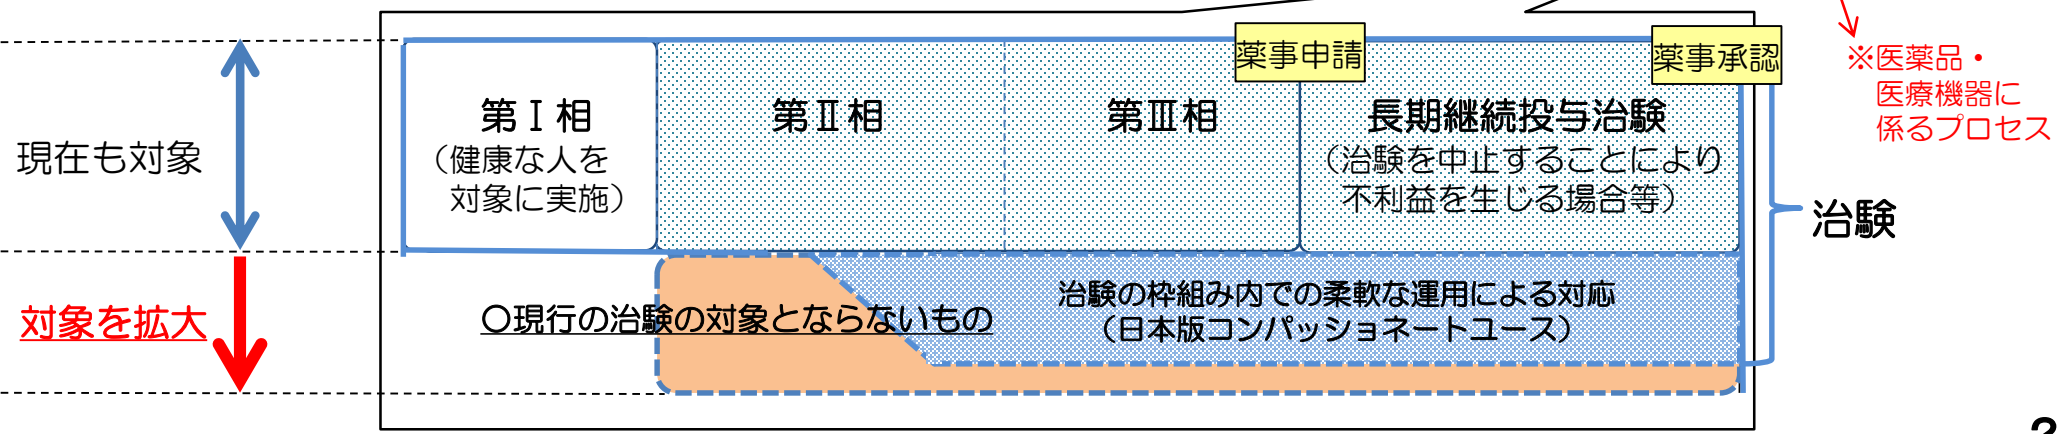 薬事申請
薬事承認
※医薬品・
医療機器に
係るプロセス
現在も対象
第Ⅰ相
（健康な人を
対象に実施）
第Ⅱ相
第Ⅲ相
長期継続投与治験
（治験を中止することにより
不利益を生じる場合等）
治験
対象を拡大
〇現行の治験の対象とならないもの
治験の枠組み内での柔軟な運用による対応
（日本版コンパッショネートユース）